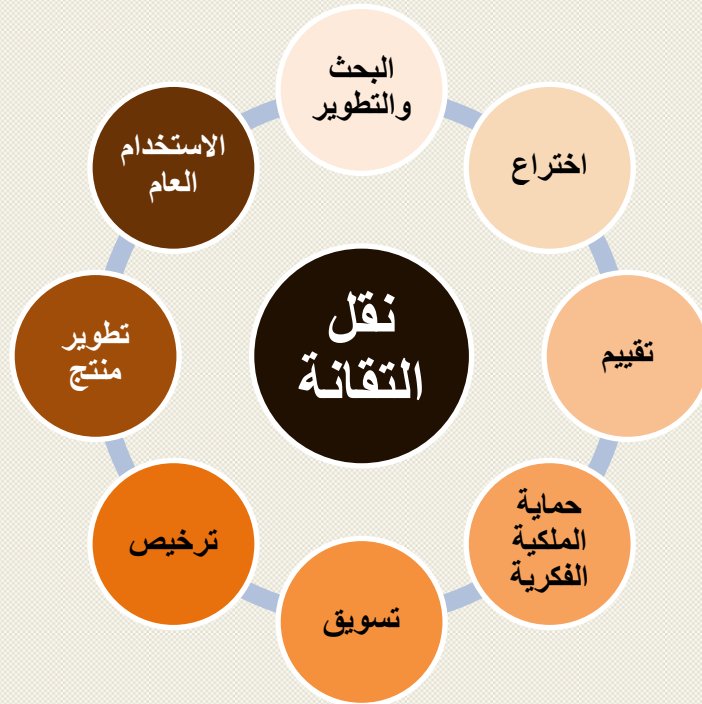 البحث
والتطوير
اختراع
تقييم
حماية
الملكية
الفكرية
تسويق
ترخيص
تطوير
منتج
الاستخدام
العام
نقل
التقانة